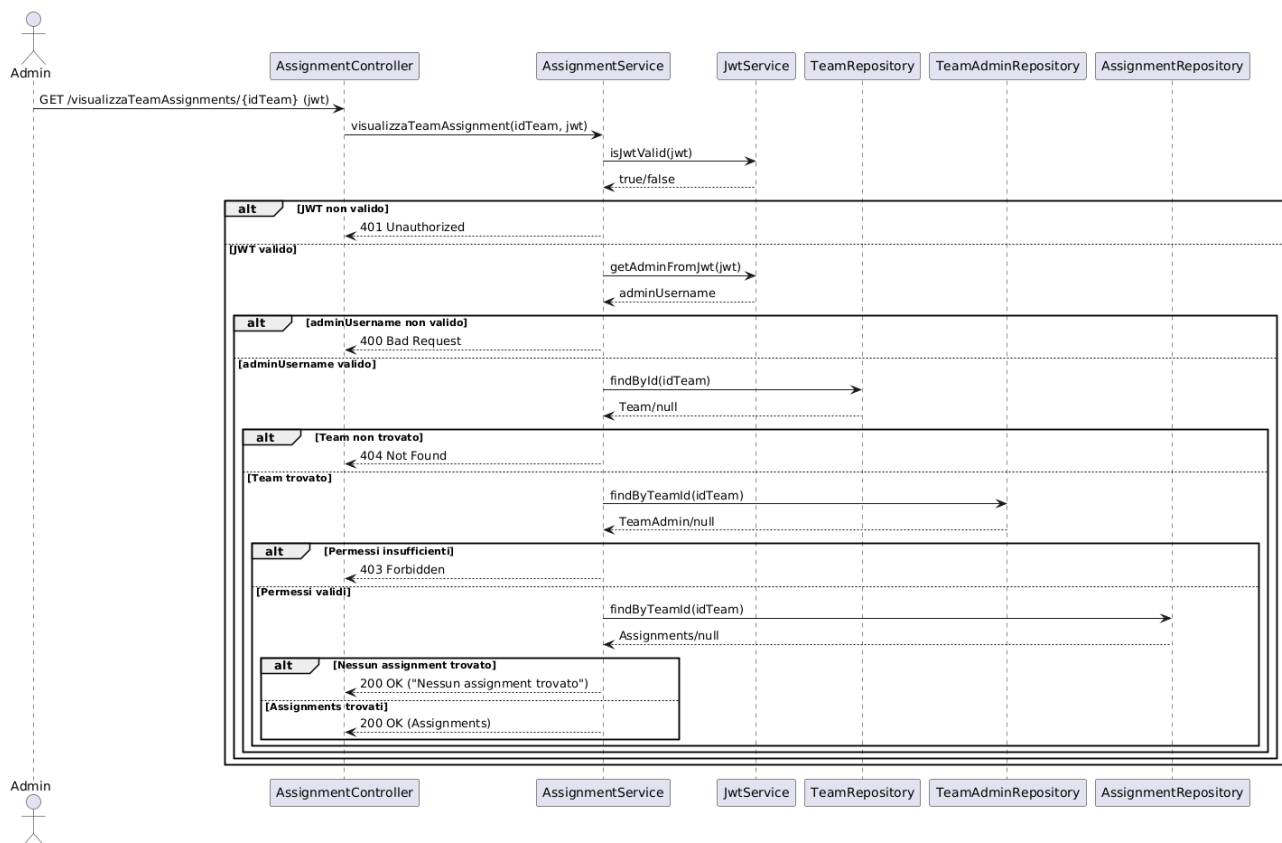 Admin
AssignmentController
AssignmentService
JwtService
TeamRepository
TeamAdminRepository
AssignmentRepository
GET /visualizzaTeamAssignments/{idTeam} (jwt)
visualizzaTeamAssignment(idTeam, jwt)
isJwtValid(jwt)
true/false
alt [JWT non valido]
401 Unauthorized
[JWT valido]
getAdminFromJwt(jwt)
adminUsername
alt [adminUsername non valido]
400 Bad Request
[adminUsername valido]
findById(idTeam)
Team/null
alt [Team non trovato]
404 Not Found
[Team trovato]
findByTeamId(idTeam)
TeamAdmin/null
alt [Permessi insufficienti]
403 Forbidden
[Permessi validi]
findByTeamId(idTeam)
Assignments/null
alt [Nessun assignment trovato]
200 OK ("Nessun assignment trovato")
[Assignments trovati]
200 OK (Assignments)
Admin
AssignmentController
AssignmentService
JwtService
TeamRepository
TeamAdminRepository
AssignmentRepository